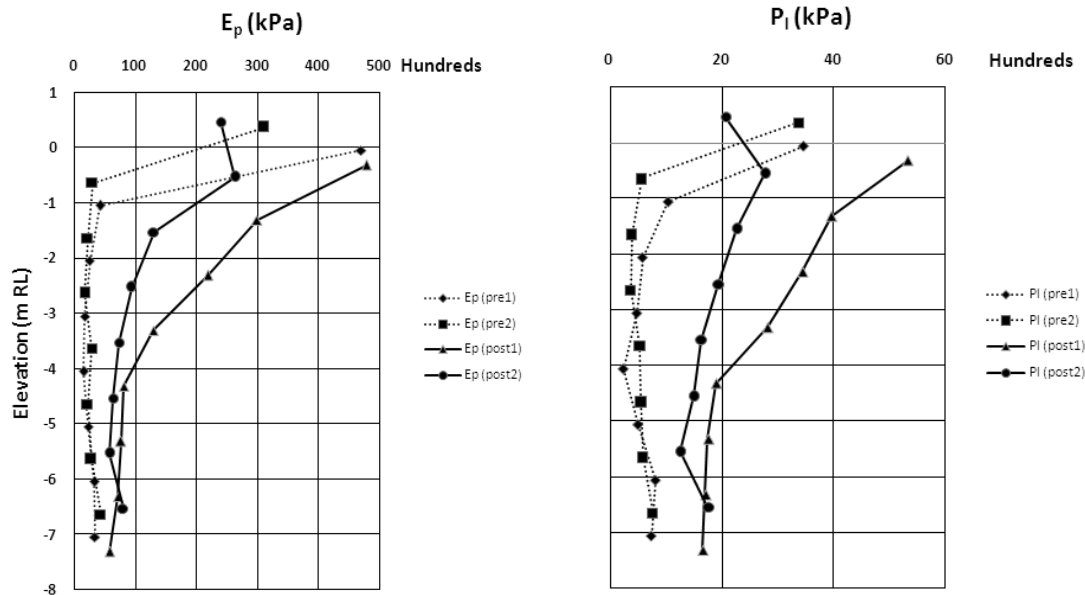 E_p (kPa)
0 100 200 300 400 500 Hundreds
1
0
-1
-2
-3
-4
-5
-6
-7
-8
Elevation (m RL)
Ep (pre1)
Ep (pre2)
Ep (post1)
Ep (post2)
P_l (kPa)
0 20 40 60 Hundreds
Pl (pre1)
Pl (pre2)
Pl (post1)
Pl (post2)